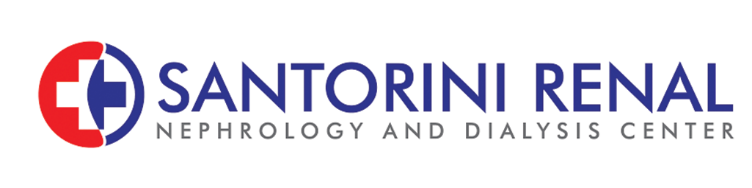 SANTORINI RENAL
NEPHROLOGY AND DIALYSIS CENTER